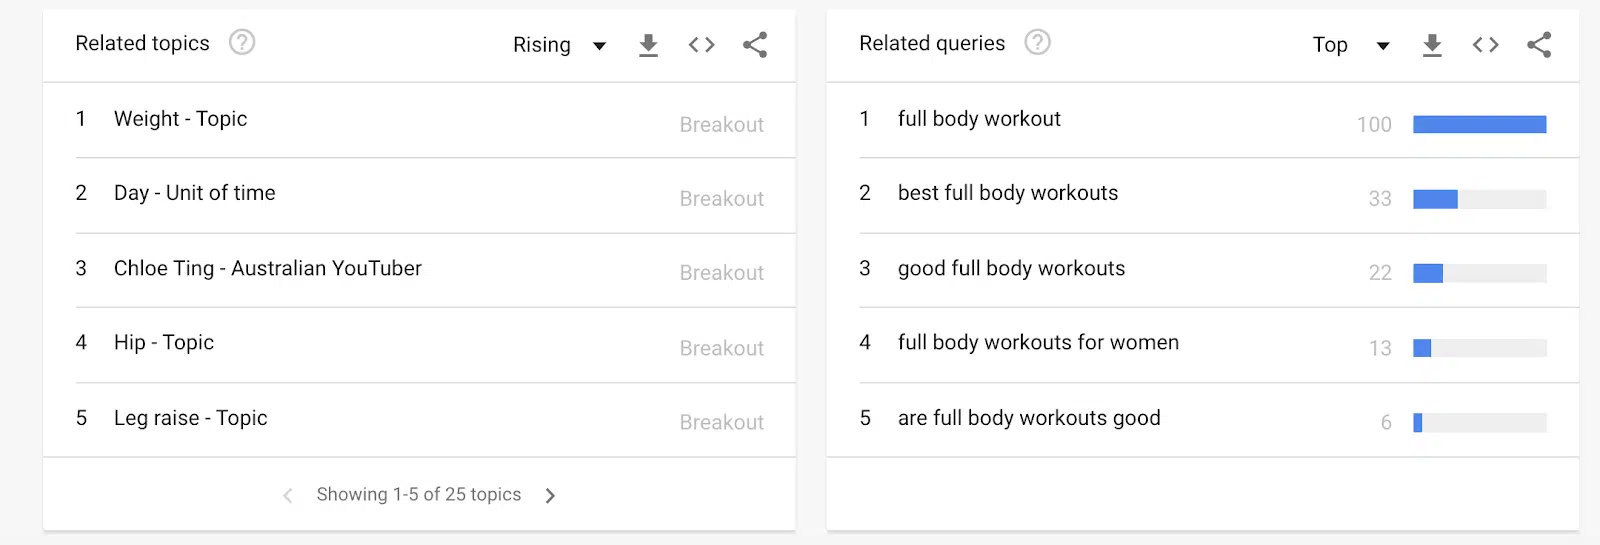 Related topics ? Rising
1 Weight - Topic Breakout
2 Day - Unit of time Breakout
3 Chloe Ting - Australian YouTuber Breakout
4 Hip - Topic Breakout
5 Leg raise - Topic Breakout
Showing 1-5 of 25 topics
Related queries ? Top
1 full body workout 100
2 best full body workouts 33
3 good full body workouts 22
4 full body workouts for women 13
5 are full body workouts good 6